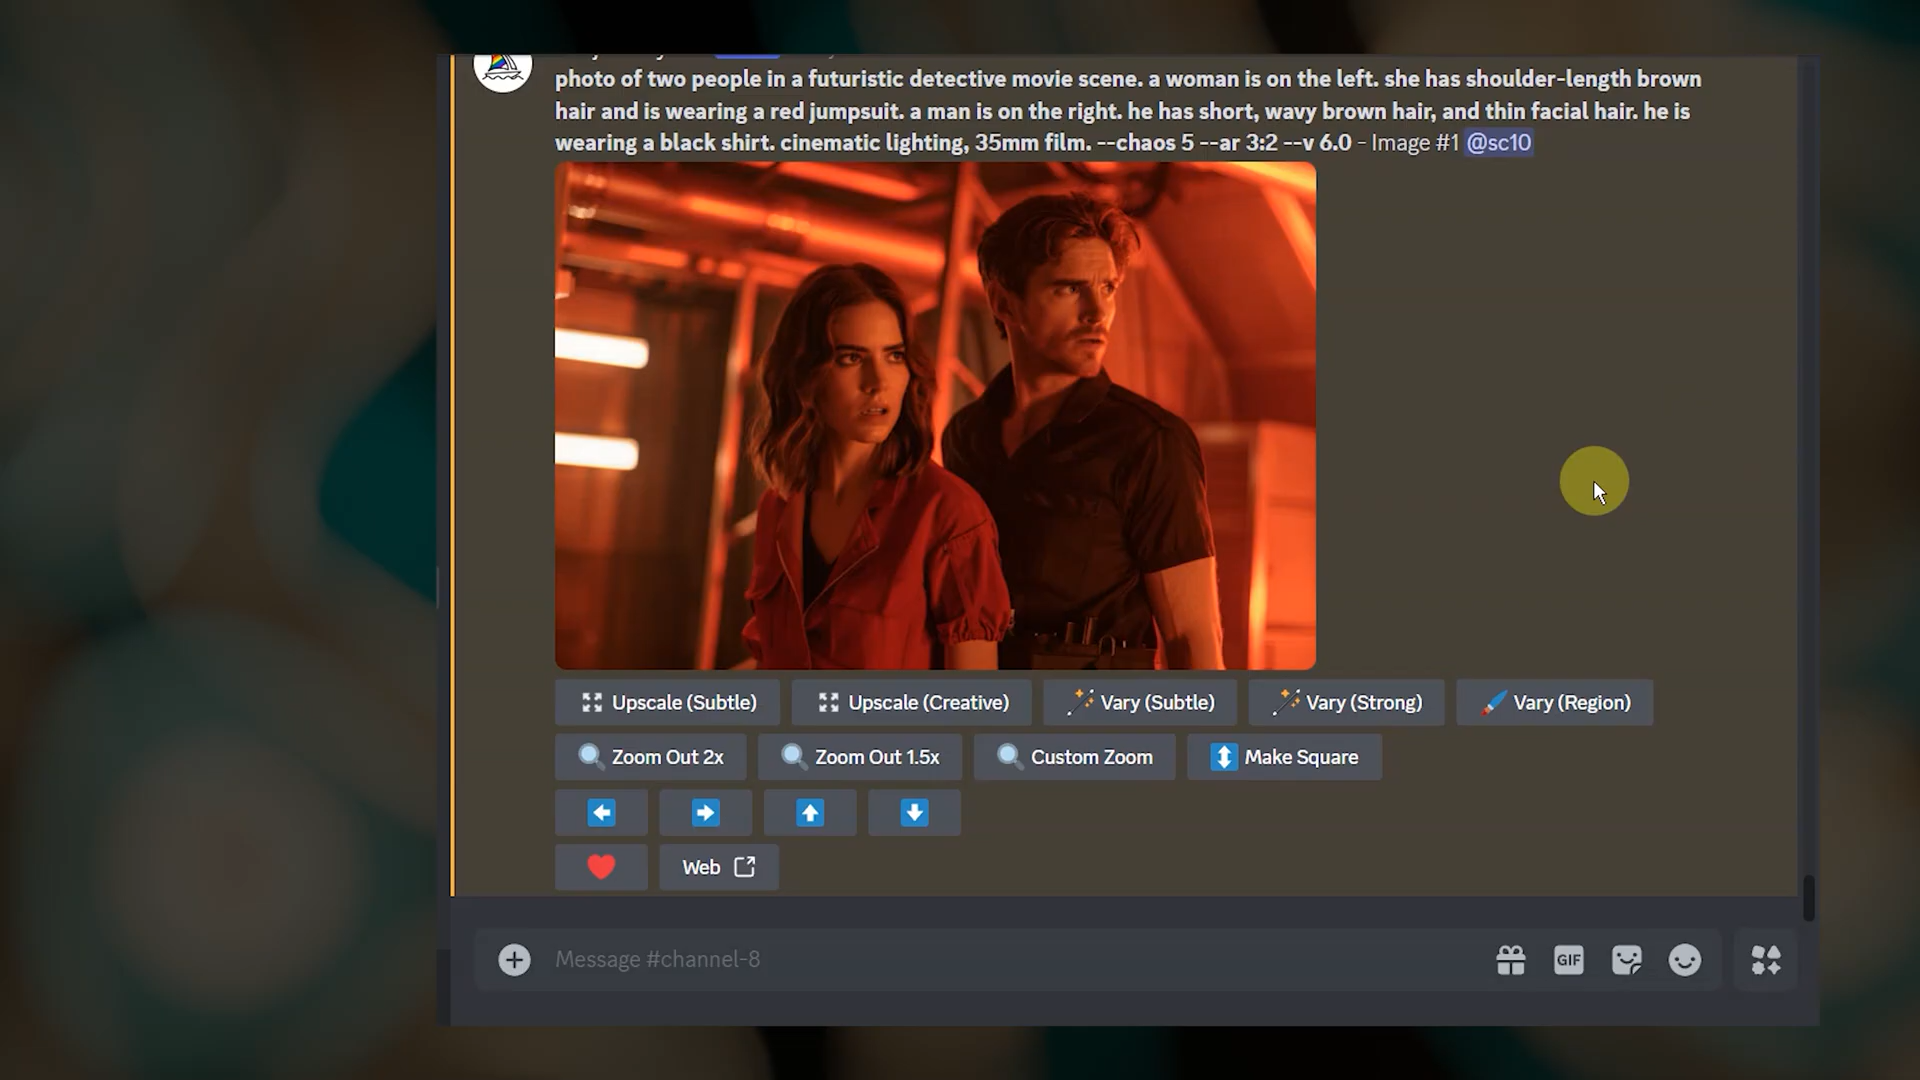 photo of two people in a futuristic detective movie scene. a woman is on the left. she has shoulder-length brown
hair and is wearing a red jumpsuit. a man is on the right. he has short, wavy brown hair, and thin facial hair. he is
wearing a black shirt. cinematic lighting, 35mm film. --chaos 5 --ar 3:2 --v 6.0 - Image #1 @sc10
Upscale (Subtle) Upscale (Creative) Vary (Subtle) Vary (Strong) Vary (Region)
Zoom Out 2x Zoom Out 1.5x Custom Zoom Make Square
Web
Message #channel-8 GIF